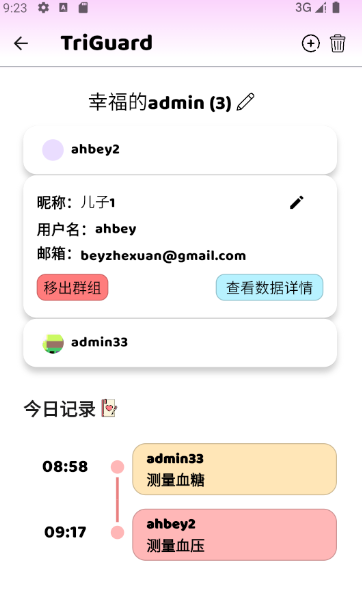 9:23 A 3G
TriGuard
幸福的admin (3)
ahbey2
昵称：儿子1
用户名：ahbey
邮箱：beyzhexuan@gmail.com
移出群组 查看数据详情
admin33
今日记录
08:58 admin33
测量血糖
09:17 ahbey2
测量血压